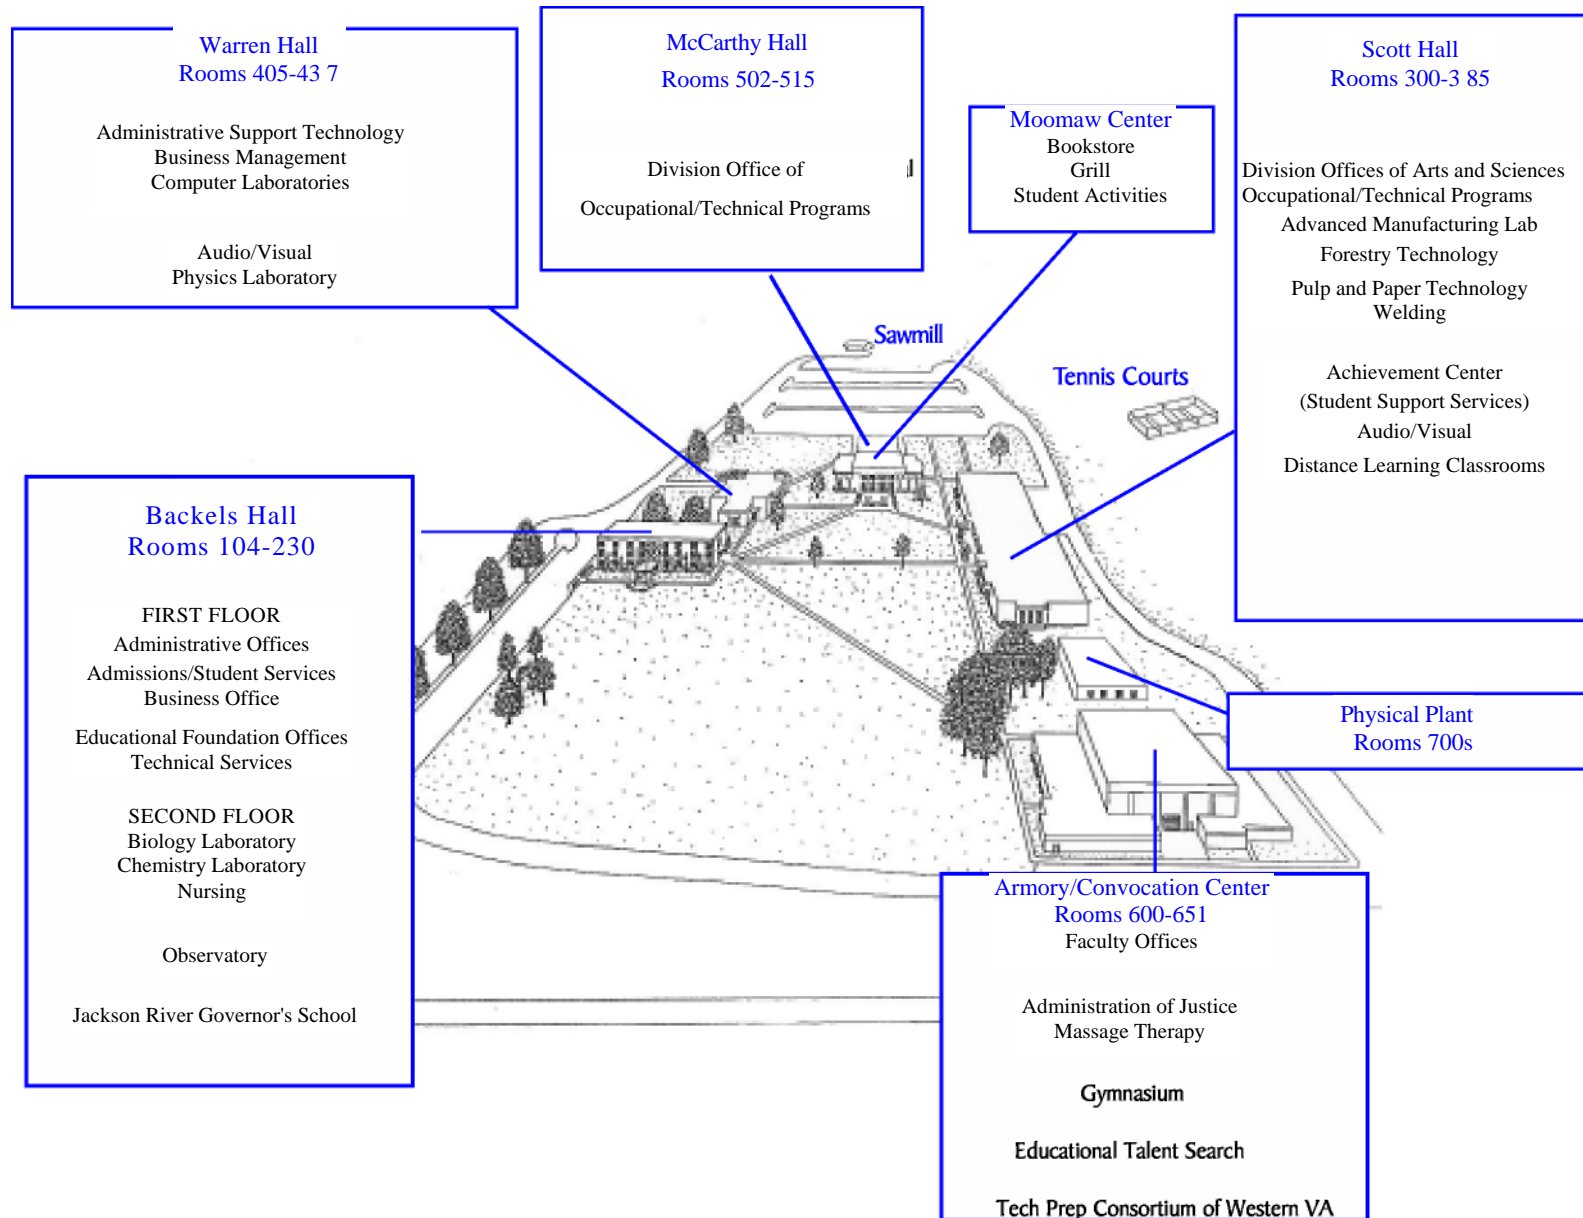 Warren Hall
Rooms 405-43 7
Administrative Support Technology
Business Management
Computer Laboratories
Audio/Visual
Physics Laboratory
McCarthy Hall
Rooms 502-515
Division Office of
Occupational/Technical Programs
Moomaw Center
Bookstore
Grill
Student Activities
Scott Hall
Rooms 300-3 85
Division Offices of Arts and Sciences
Occupational/Technical Programs
Advanced Manufacturing Lab
Forestry Technology
Pulp and Paper Technology
Welding
Achievement Center
(Student Support Services)
Audio/Visual
Distance Learning Classrooms
Sawmill
Tennis Courts
Backels Hall
Rooms 104-230
FIRST FLOOR
Administrative Offices
Admissions/Student Services
Business Office
Educational Foundation Offices
Technical Services
SECOND FLOOR
Biology Laboratory
Chemistry Laboratory
Nursing
Observatory
Jackson River Governor's School
Physical Plant
Rooms 700s
Armory/Convocation Center
Rooms 600-651
Faculty Offices
Administration of Justice
Massage Therapy
Gymnasium
Educational Talent Search
Tech Prep Consortium of Western VA